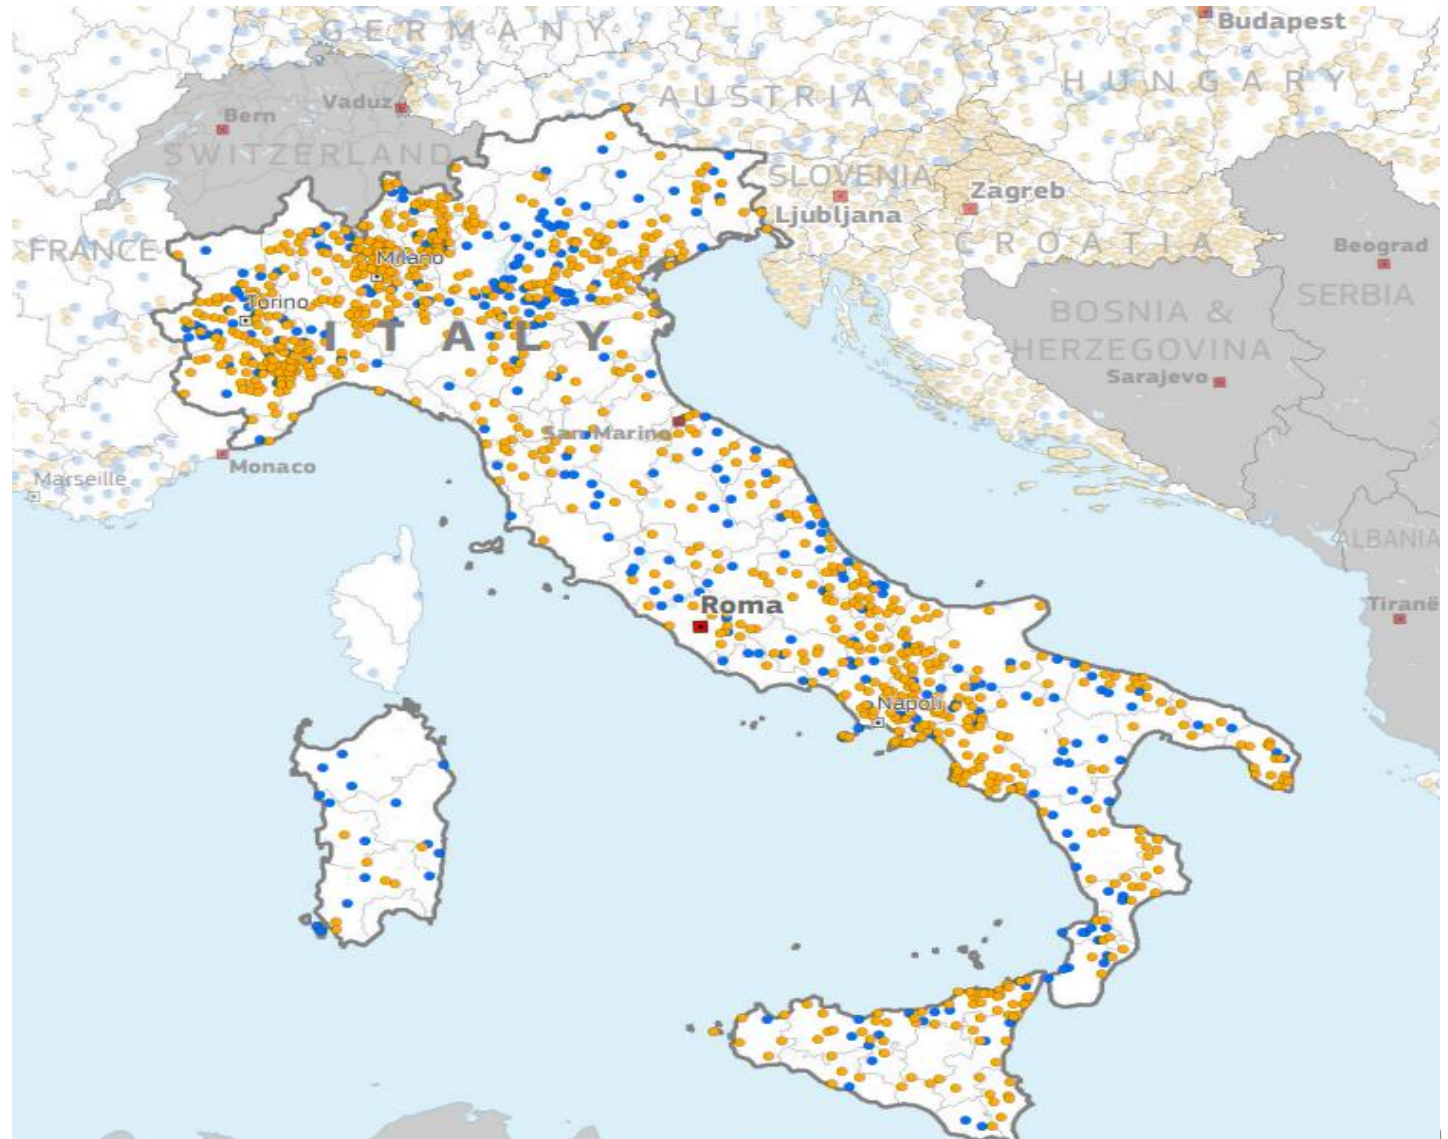 GERMANY
Budapest
HUNGARY
AUSTRIA
Vaduz
Bern
SWITZERLAND
SLOVENIA
Zagreb
Ljubljana
FRANCE
CROATIA
Beograd
Milano
SERBIA
Torino
BOSNIA &
HERZEGOVINA
ITALY
Sarajevo
San Marino
Monaco
Marseille
ALBANIA
Roma
Tiranë
Napoli